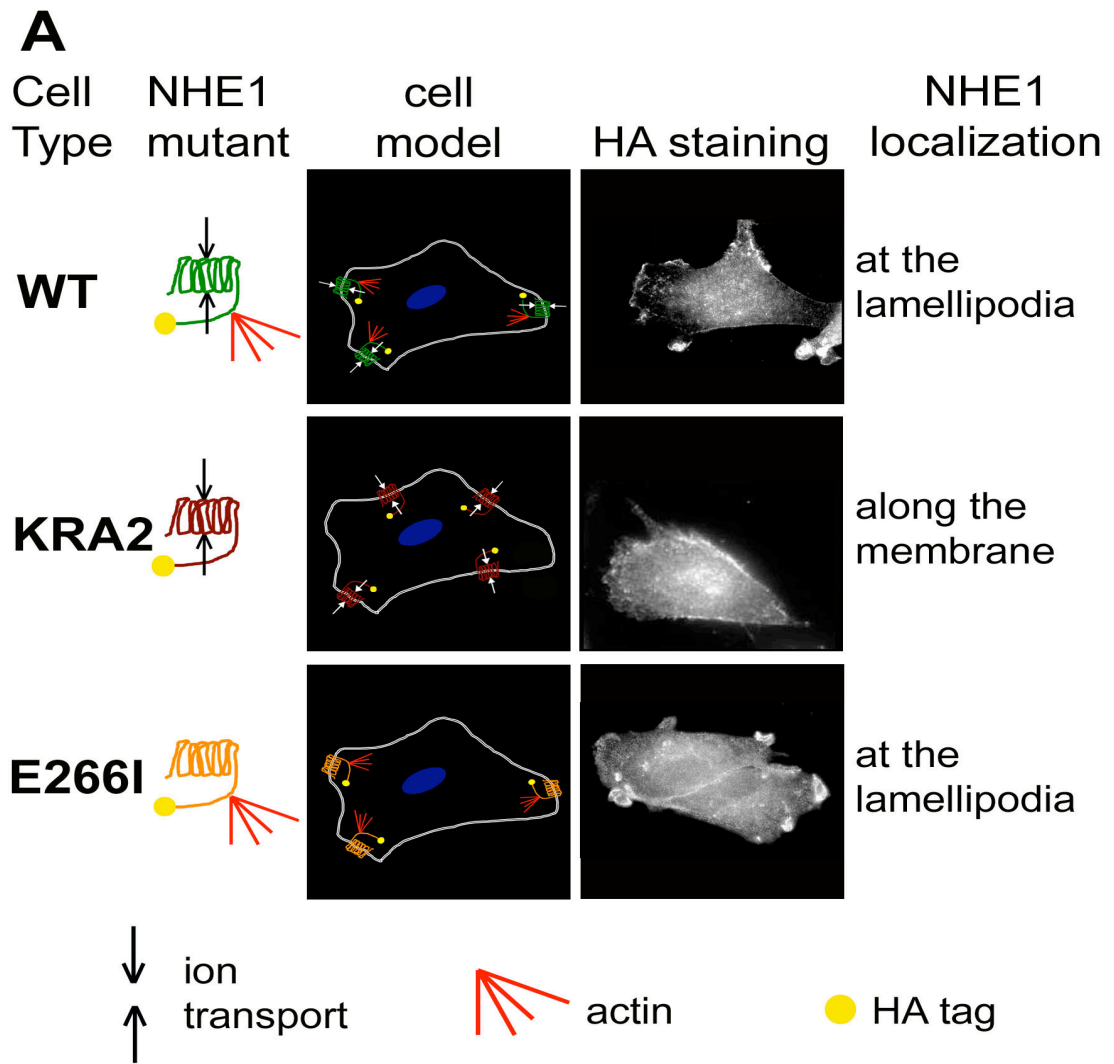 A
Cell Type
NHE1 mutant
cell model
HA staining
NHE1 localization
WT
at the
lamellipodia
KRA2
along the
membrane
E266I
at the
lamellipodia
ion
transport
actin
HA tag